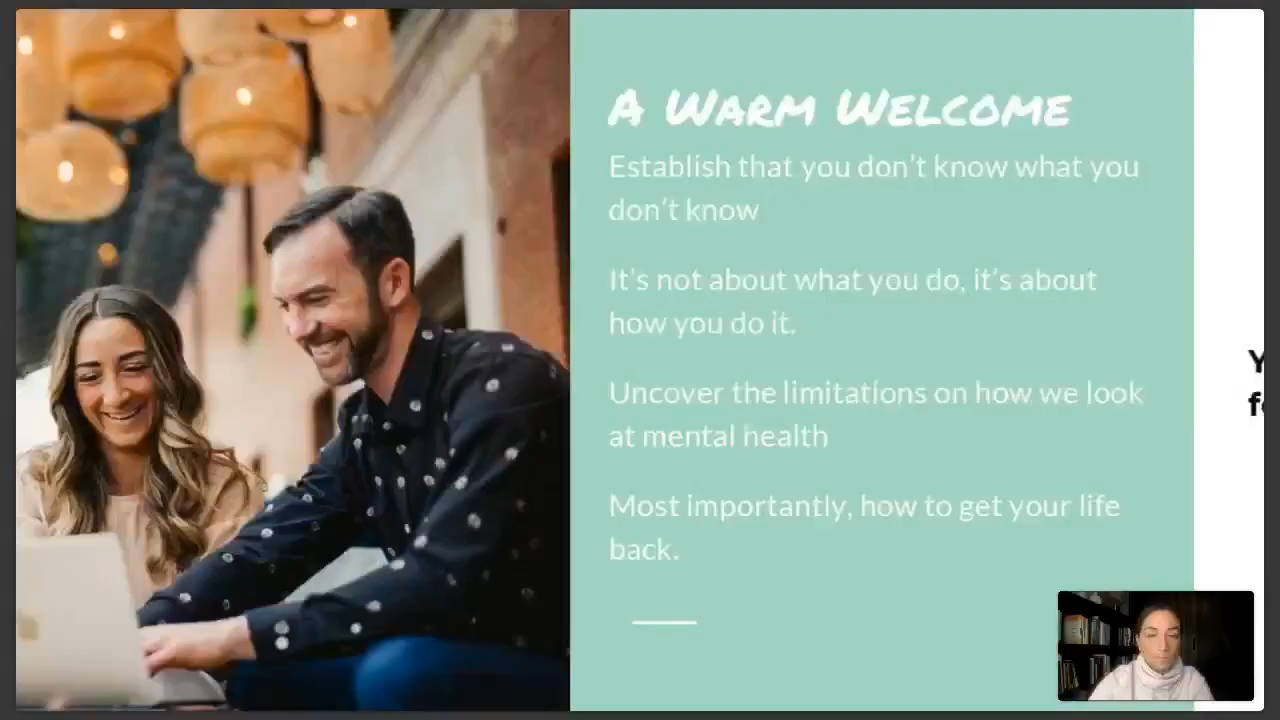 A Warm Welcome
Establish that you don't know what you
don't know
It's not about what you do, it's about
how you do it.
Uncover the limitations on how we look
at mental health
Most importantly, how to get your life
back.